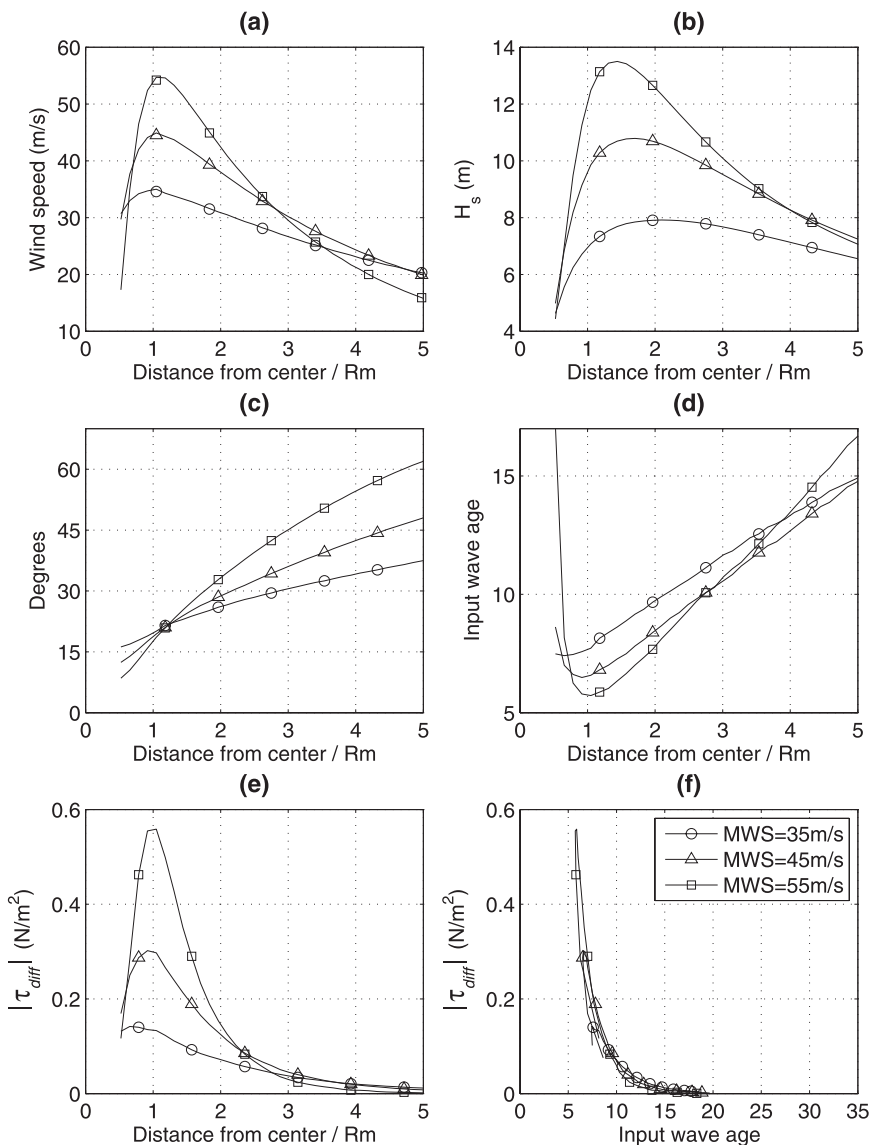 (a)
Wind speed (m/s)
60
50
40
30
20
10
0 1 2 3 4 5
Distance from center / Rm
(b)
H_s (m)
14
12
10
8
6
4
0 1 2 3 4 5
Distance from center / Rm
(c)
Degrees
60
45
30
15
0
0 1 2 3 4 5
Distance from center / Rm
(d)
Input wave age
15
10
5
0 1 2 3 4 5
Distance from center / Rm
(e)
|τ_diff| (N/m²)
0.6
0.4
0.2
0
0 1 2 3 4 5
Distance from center / Rm
(f)
|τ_diff| (N/m²)
0.6
0.4
0.2
0
0 5 10 15 20 25 30 35
Input wave age
MWS=35m/s
MWS=45m/s
MWS=55m/s